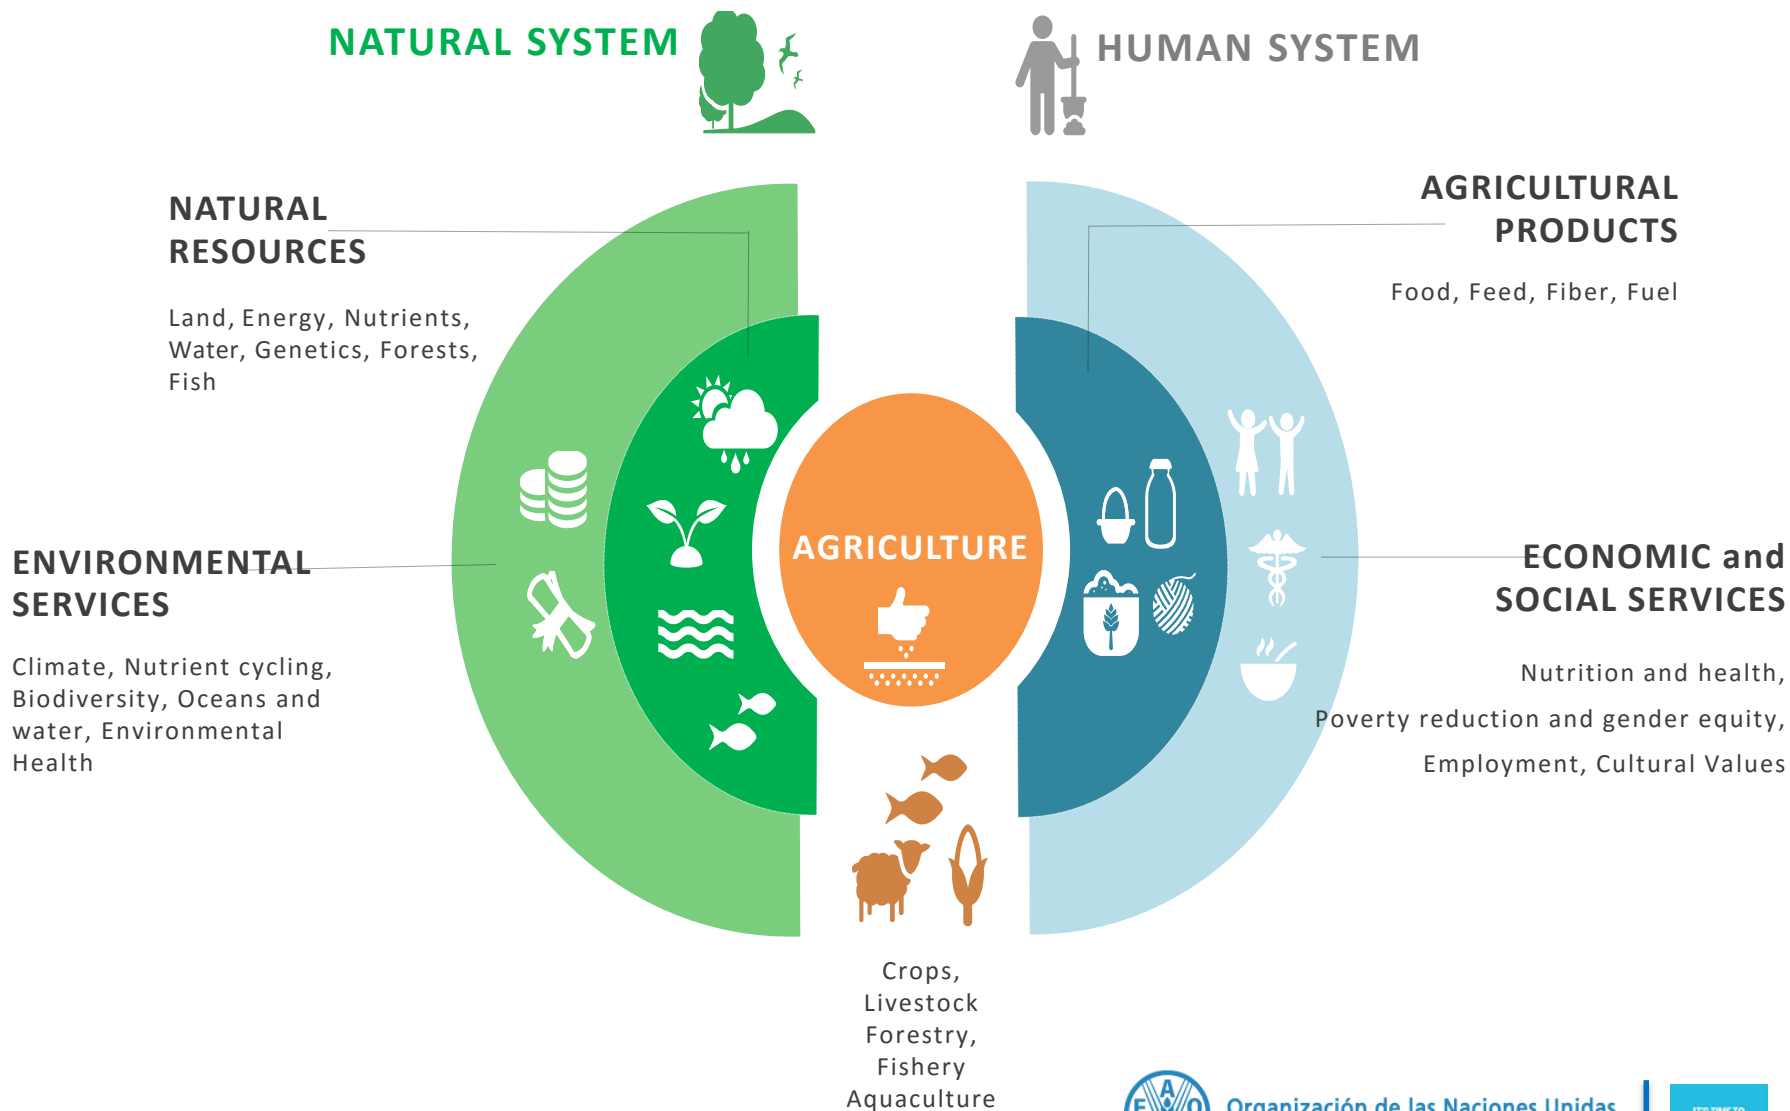 NATURAL SYSTEM
HUMAN SYSTEM
NATURAL
RESOURCES
Land, Energy, Nutrients,
Water, Genetics, Forests,
Fish
AGRICULTURAL
PRODUCTS
Food, Feed, Fiber, Fuel
AGRICULTURE
ENVIRONMENTAL
SERVICES
Climate, Nutrient cycling,
Biodiversity, Oceans and
water, Environmental
Health
ECONOMIC and
SOCIAL SERVICES
Nutrition and health,
Poverty reduction and gender equity,
Employment, Cultural Values
Crops,
Livestock
Forestry,
Fishery
Aquaculture
FAO
Organización de las Naciones Unidas